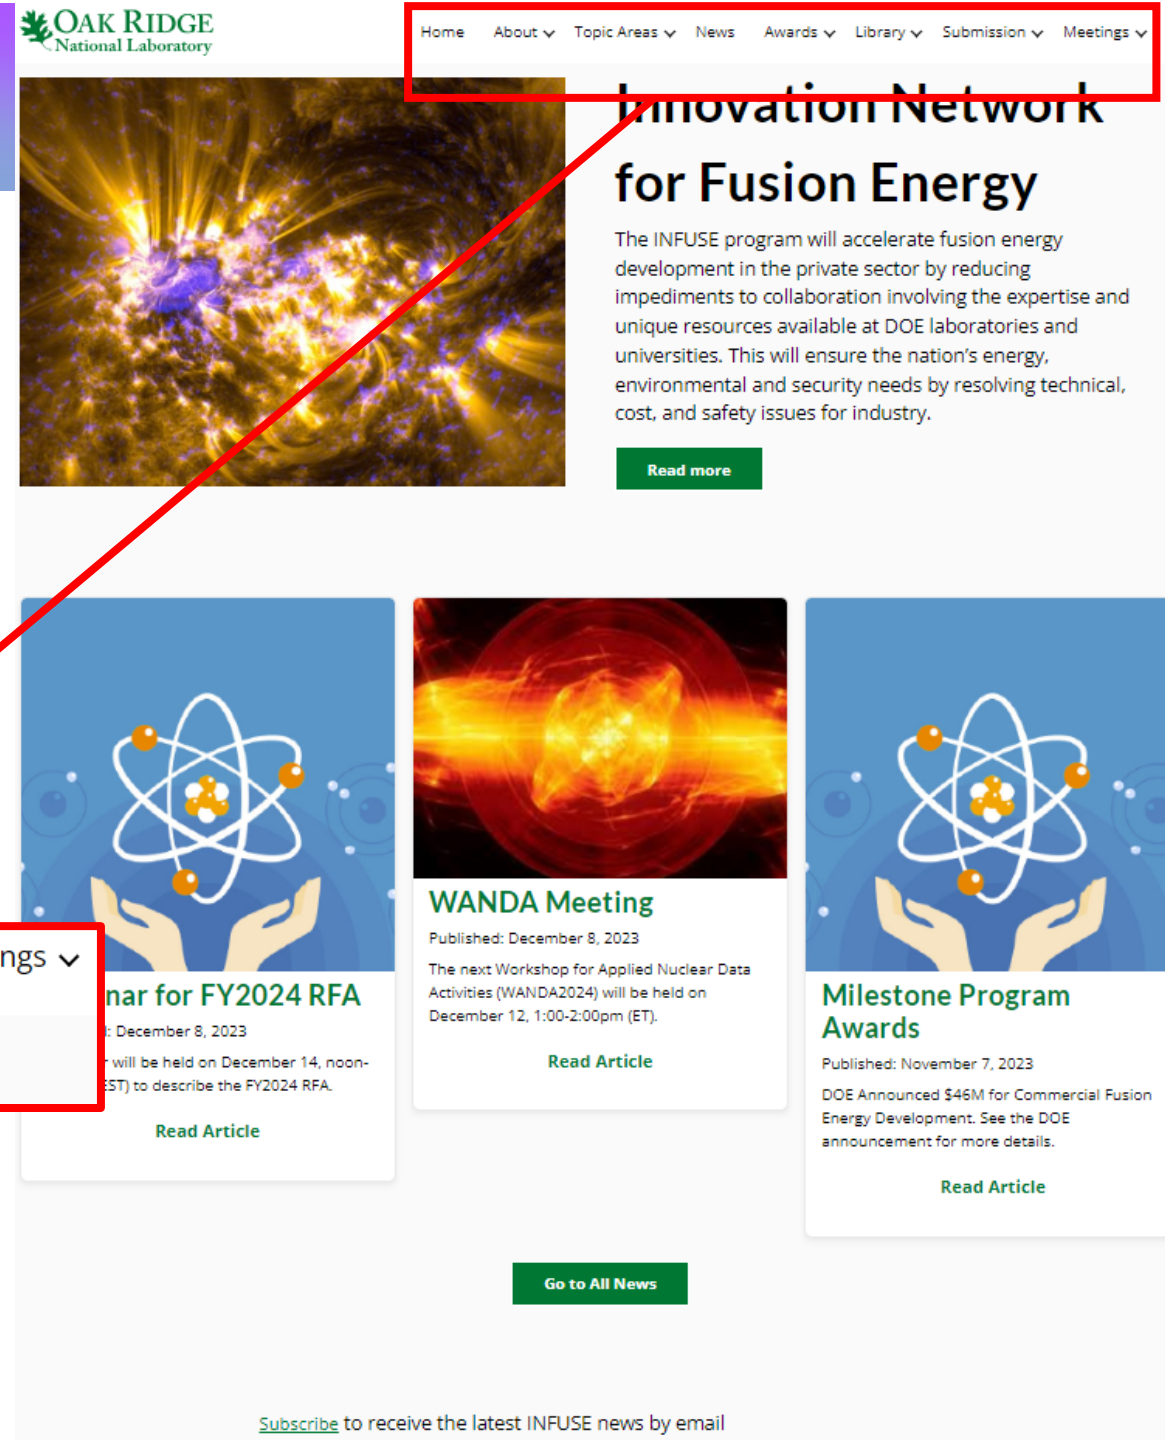 OAK RIDGE
National Laboratory
Home About Topic Areas News Awards Library Submission Meetings
Innovation Network
for Fusion Energy
The INFUSE program will accelerate fusion energy
development in the private sector by reducing
impediments to collaboration involving the expertise and
unique resources available at DOE laboratories and
universities. This will ensure the nation's energy,
environmental and security needs by resolving technical,
cost, and safety issues for industry.
Read more
ngs
nar for FY2024 RFA
: December 8, 2023
will be held on December 14, noon-
EST) to describe the FY2024 RFA.
Read Article
WANDA Meeting
Published: December 8, 2023
The next Workshop for Applied Nuclear Data
Activities (WANDA2024) will be held on
December 12, 1:00-2:00pm (ET).
Read Article
Milestone Program
Awards
Published: November 7, 2023
DOE Announced $46M for Commercial Fusion
Energy Development. See the DOE
announcement for more details.
Read Article
Go to All News
Subscribe to receive the latest INFUSE news by email